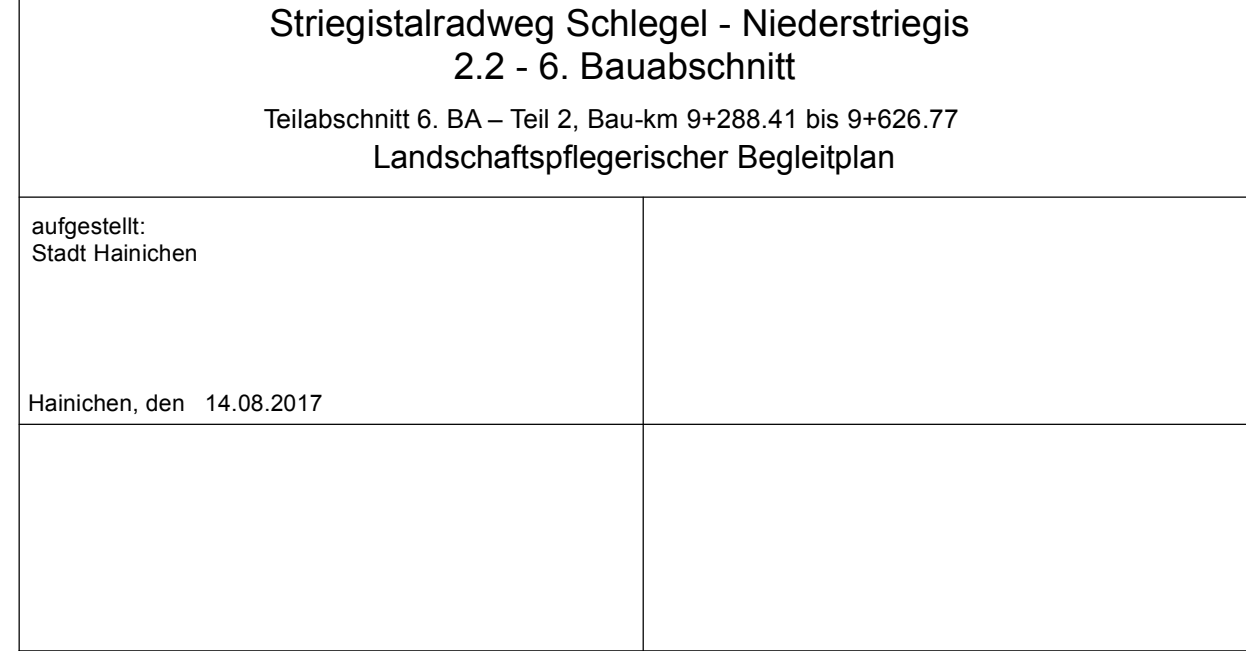 Striegistalradweg Schlegel - Niederstriegis
2.2 - 6. Bauabschnitt
Teilabschnitt 6. BA – Teil 2, Bau-km 9+288.41 bis 9+626.77
Landschaftspflegerischer Begleitplan
aufgestellt:
Stadt Hainichen
Hainichen, den 14.08.2017